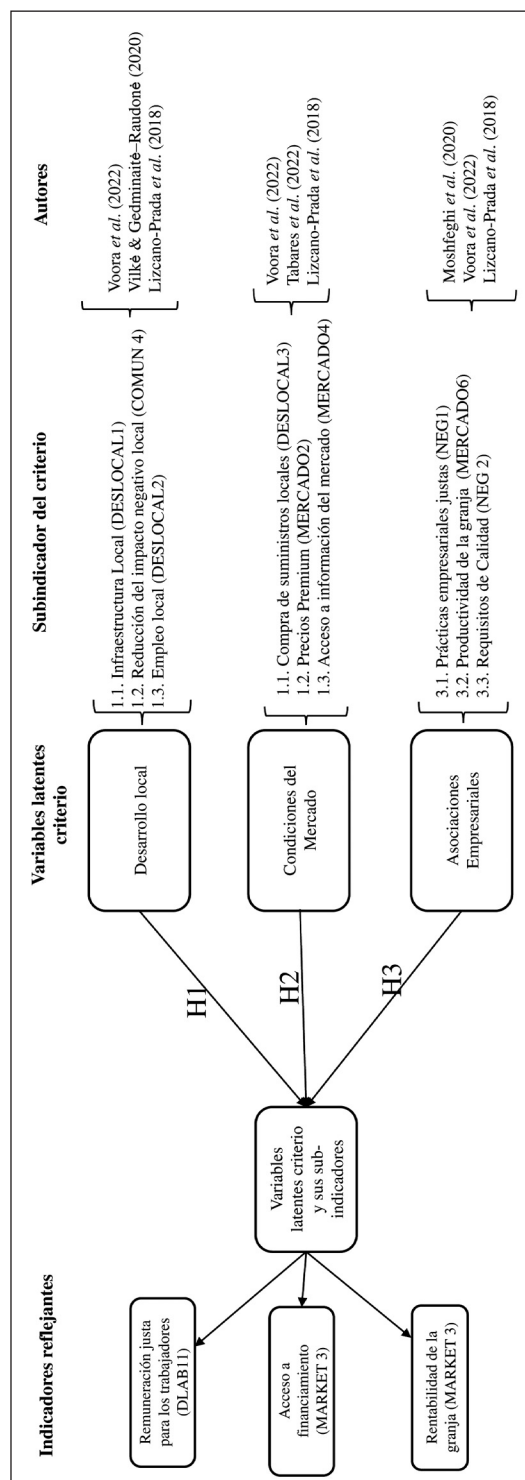 Indicadores reflejantes
Variables latentes
criterio
Subindicador del criterio
Autores
Remuneración justa
para los trabajadores
(DLAB11)
Acceso a
financiamiento
(MARKET 3)
Rentabilidad de la
granja (MARKET 3)
Variables
latentes criterio
y sus sub-
indicadores
H1
H2
H3
Desarrollo local
1.1. Infraestructura Local (DESLOCAL1)
1.2. Reducción del impacto negativo local (COMUN 4)
1.3. Empleo local (DESLOCAL2)
Voora et al. (2022)
Vilkė & Gedminaitė–Raudonė (2020)
Lizcano-Prada et al. (2018)
Condiciones del
Mercado
1.1. Compra de suministros locales (DESLOCAL3)
1.2. Precios Premium (MERCADO2)
1.3. Acceso a información del mercado (MERCADO4)
Voora et al. (2022)
Tabares et al. (2022)
Lizcano-Prada et al. (2018)
Asociaciones
Empresariales
3.1. Prácticas empresariales justas (NEG1)
3.2. Productividad de la granja (MERCADO6)
3.3. Requisitos de Calidad (NEG 2)
Moshfeghi et al. (2020)
Voora et al. (2022)
Lizcano-Prada et al. (2018)